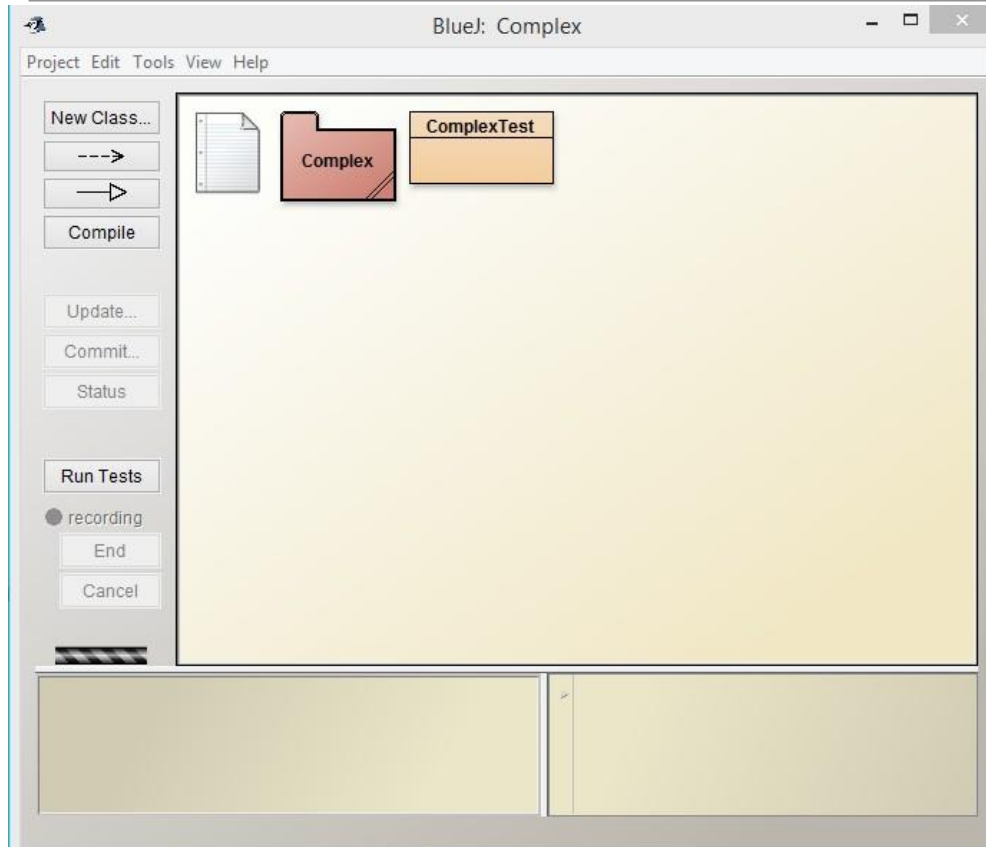 BlueJ: Complex
Project Edit Tools View Help
New Class...
Complex
ComplexTest
Compile
Update...
Commit...
Status
Run Tests
recording
End
Cancel